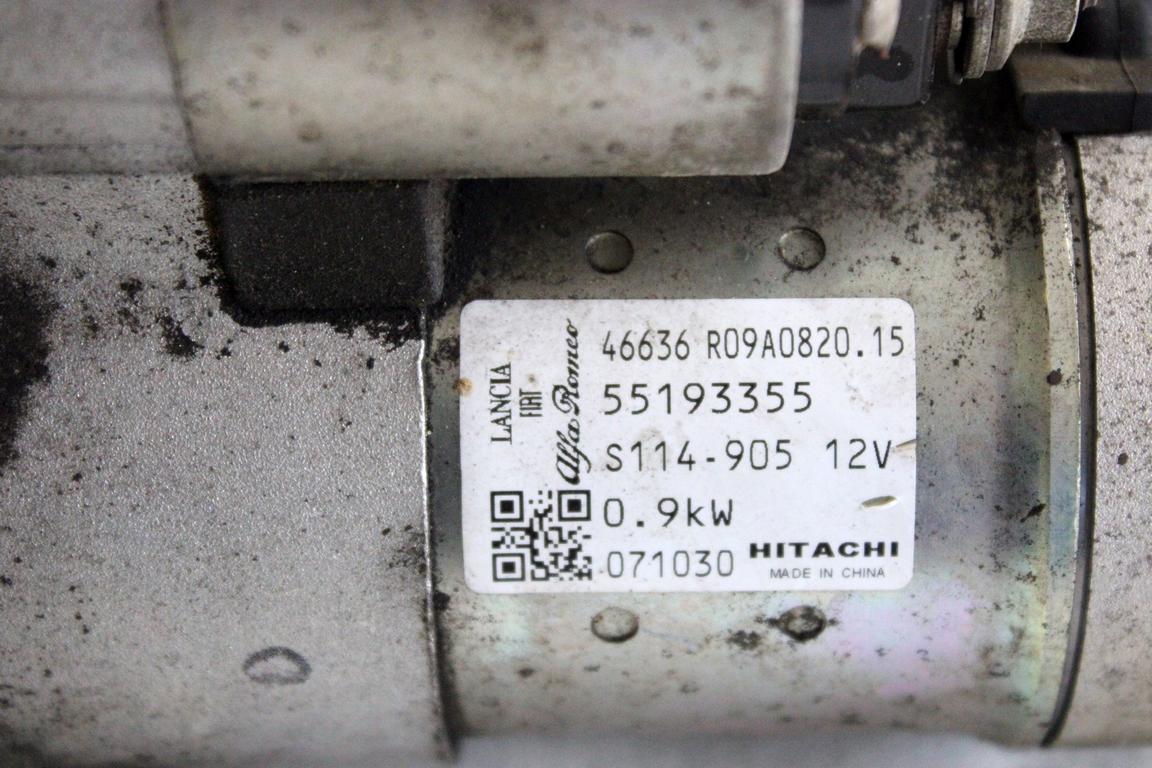 LANCIA
FIAT
Alfa Romeo
46636 R09A0820.15
55193355
S114-905 12V
0.9kW
071030 HITACHI
MADE IN CHINA